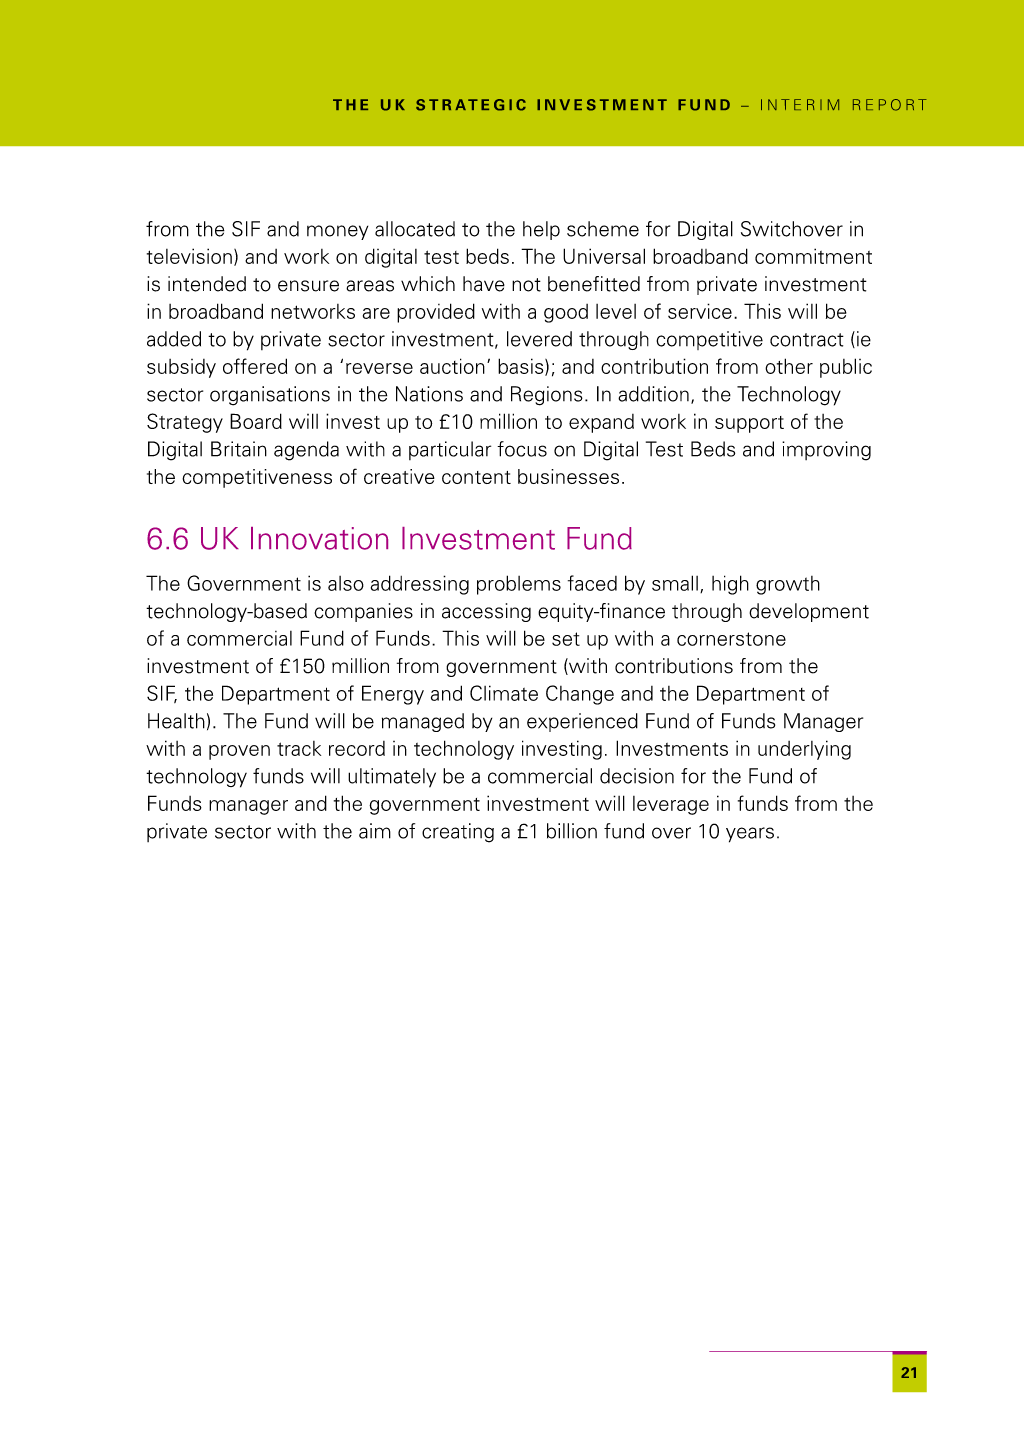 THE UK STRATEGIC INVESTMENT FUND – INTERIM REPORT
from the SIF and money allocated to the help scheme for Digital Switchover in
television) and work on digital test beds. The Universal broadband commitment
is intended to ensure areas which have not benefitted from private investment
in broadband networks are provided with a good level of service. This will be
added to by private sector investment, levered through competitive contract (ie
subsidy offered on a ‘reverse auction’ basis); and contribution from other public
sector organisations in the Nations and Regions. In addition, the Technology
Strategy Board will invest up to £10 million to expand work in support of the
Digital Britain agenda with a particular focus on Digital Test Beds and improving
the competitiveness of creative content businesses.
6.6 UK Innovation Investment Fund
The Government is also addressing problems faced by small, high growth
technology-based companies in accessing equity-finance through development
of a commercial Fund of Funds. This will be set up with a cornerstone
investment of £150 million from government (with contributions from the
SIF, the Department of Energy and Climate Change and the Department of
Health). The Fund will be managed by an experienced Fund of Funds Manager
with a proven track record in technology investing. Investments in underlying
technology funds will ultimately be a commercial decision for the Fund of
Funds manager and the government investment will leverage in funds from the
private sector with the aim of creating a £1 billion fund over 10 years.
21